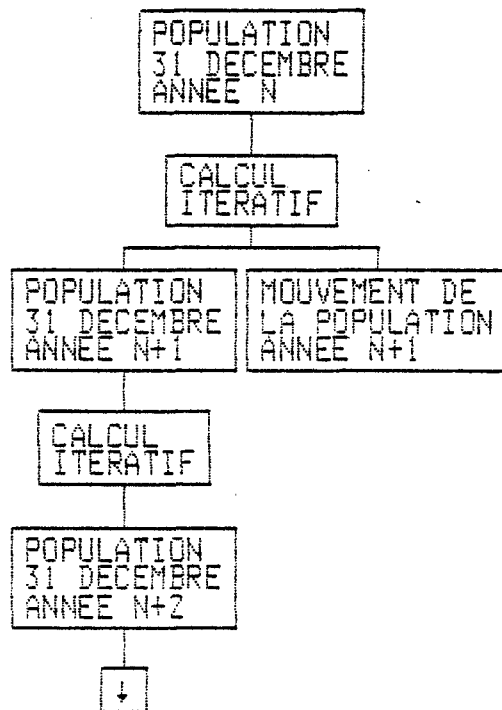 POPULATION
31 DECEMBRE
ANNEE N
CALCUL
ITERATIF
POPULATION
31 DECEMBRE
ANNEE N+1
MOUVEMENT DE
LA POPULATION
ANNEE N+1
CALCUL
ITERATIF
POPULATION
31 DECEMBRE
ANNEE N+2